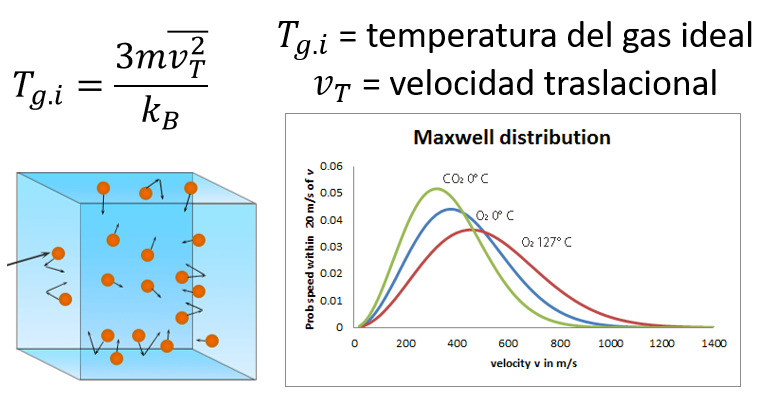 T_{g.i} = \frac{3m\overline{v_T^2}}{k_B}
T_{g.i} = temperatura del gas ideal
v_T = velocidad traslacional
Maxwell distribution
Prob speed within 20 m/s of v
0.06
0.05
0.04
0.03
0.02
0.01
0
CO₂ 0° C
O₂ 0° C
O₂ 127° C
0 200 400 600 800 1000 1200 1400
velocity v in m/s